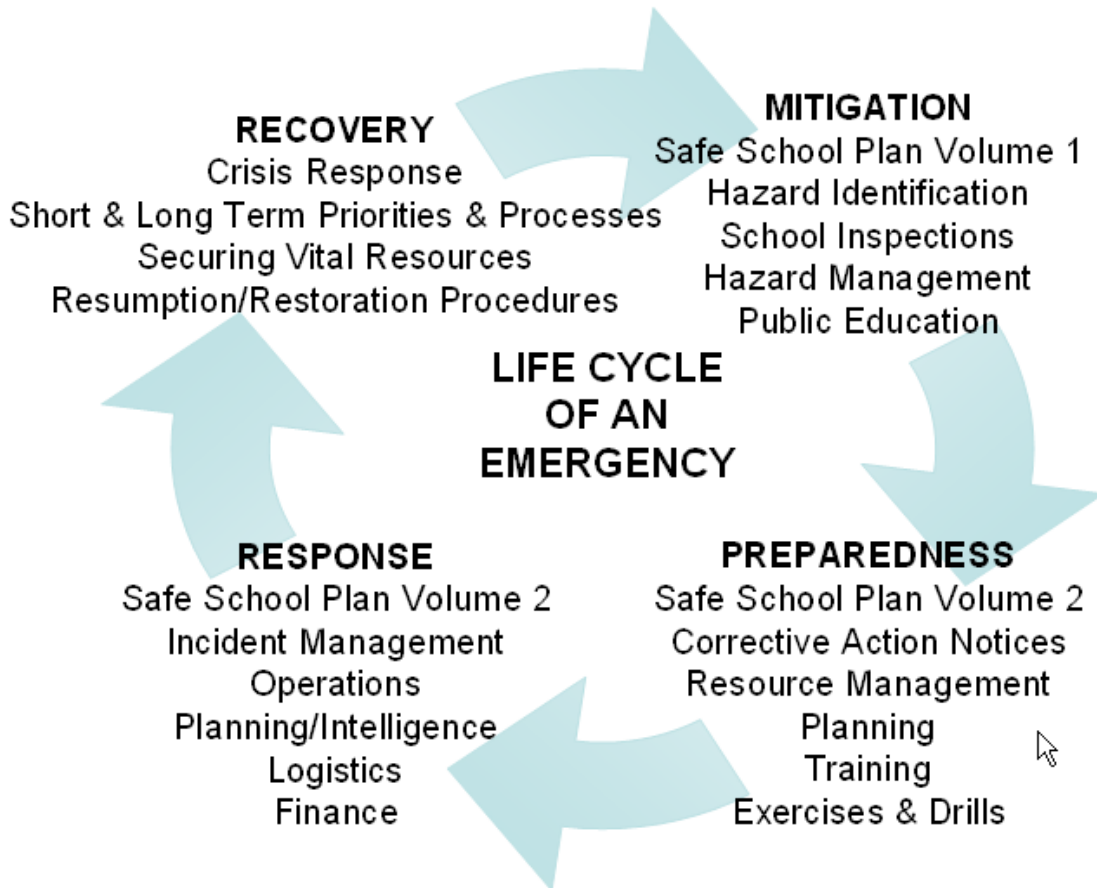 RECOVERY
Crisis Response
Short & Long Term Priorities & Processes
Securing Vital Resources
Resumption/Restoration Procedures
MITIGATION
Safe School Plan Volume 1
Hazard Identification
School Inspections
Hazard Management
Public Education
LIFE CYCLE
OF AN
EMERGENCY
RESPONSE
Safe School Plan Volume 2
Incident Management
Operations
Planning/Intelligence
Logistics
Finance
PREPAREDNESS
Safe School Plan Volume 2
Corrective Action Notices
Resource Management
Planning
Training
Exercises & Drills